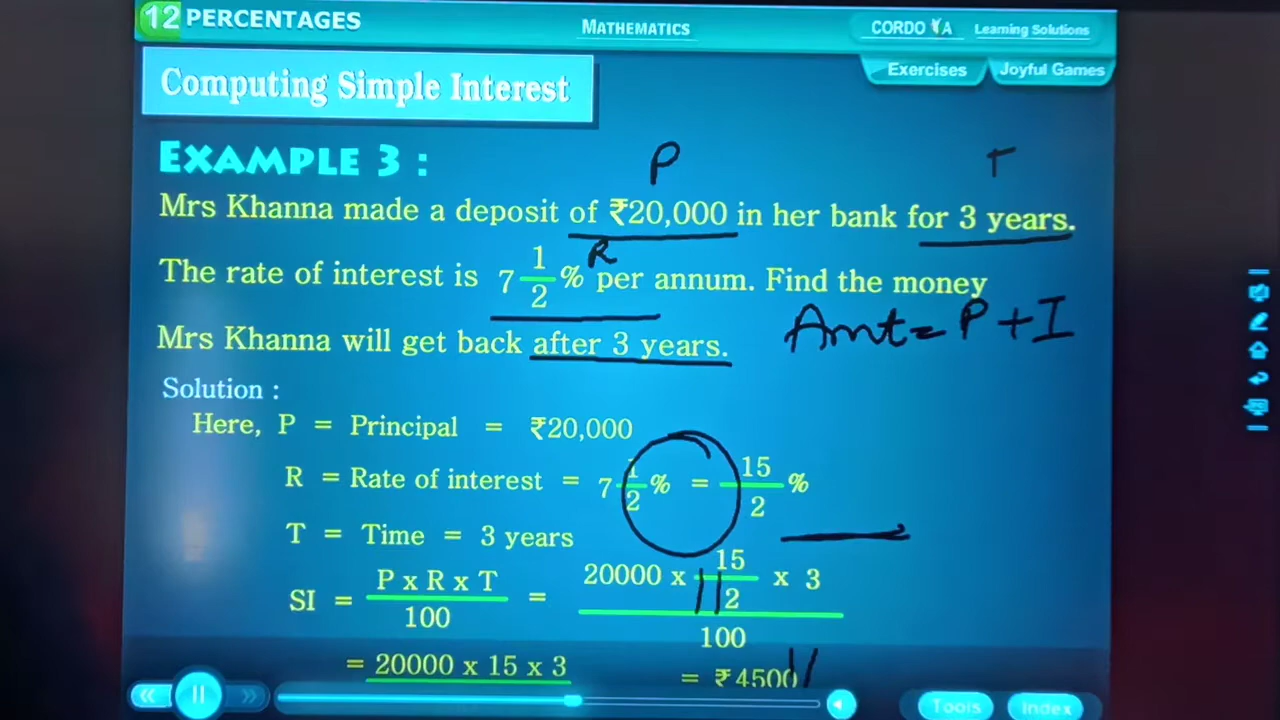 12 PERCENTAGES
MATHEMATICS
CORDOVA Learning Solutions
Exercises
Joyful Games
Computing Simple Interest
EXAMPLE 3 :
P
T
Mrs Khanna made a deposit of ₹20,000 in her bank for 3 years.
R
The rate of interest is 7 1/2 % per annum. Find the money
Mrs Khanna will get back after 3 years.
Amt = P + I
Solution :
Here, P = Principal = ₹20,000
R = Rate of interest = 7 1/2 % = 15/2 %
T = Time = 3 years
SI = P x R x T / 100 = 20000 x 15/2 x 3 / 100
= 20000 x 15 x 3 = ₹4500
Tools
Index